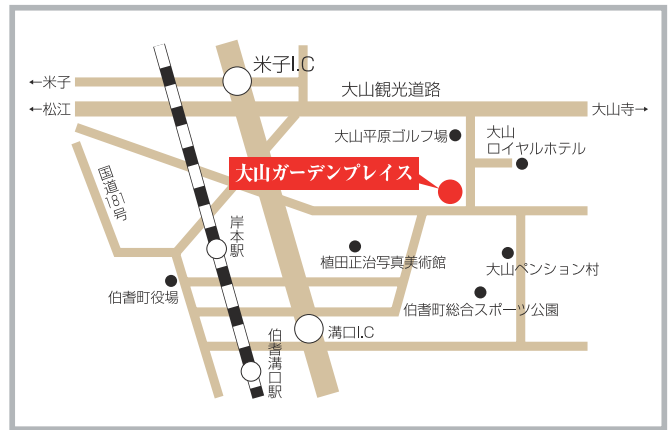 米子I.C
←米子
大山観光道路
←松江
大山寺→
大山平原ゴルフ場
大山
ロイヤルホテル
大山ガーデンプレイス
国道181号
岸本駅
植田正治写真美術館
大山ペンション村
伯耆町役場
伯耆町総合スポーツ公園
溝口I.C
伯耆溝口駅